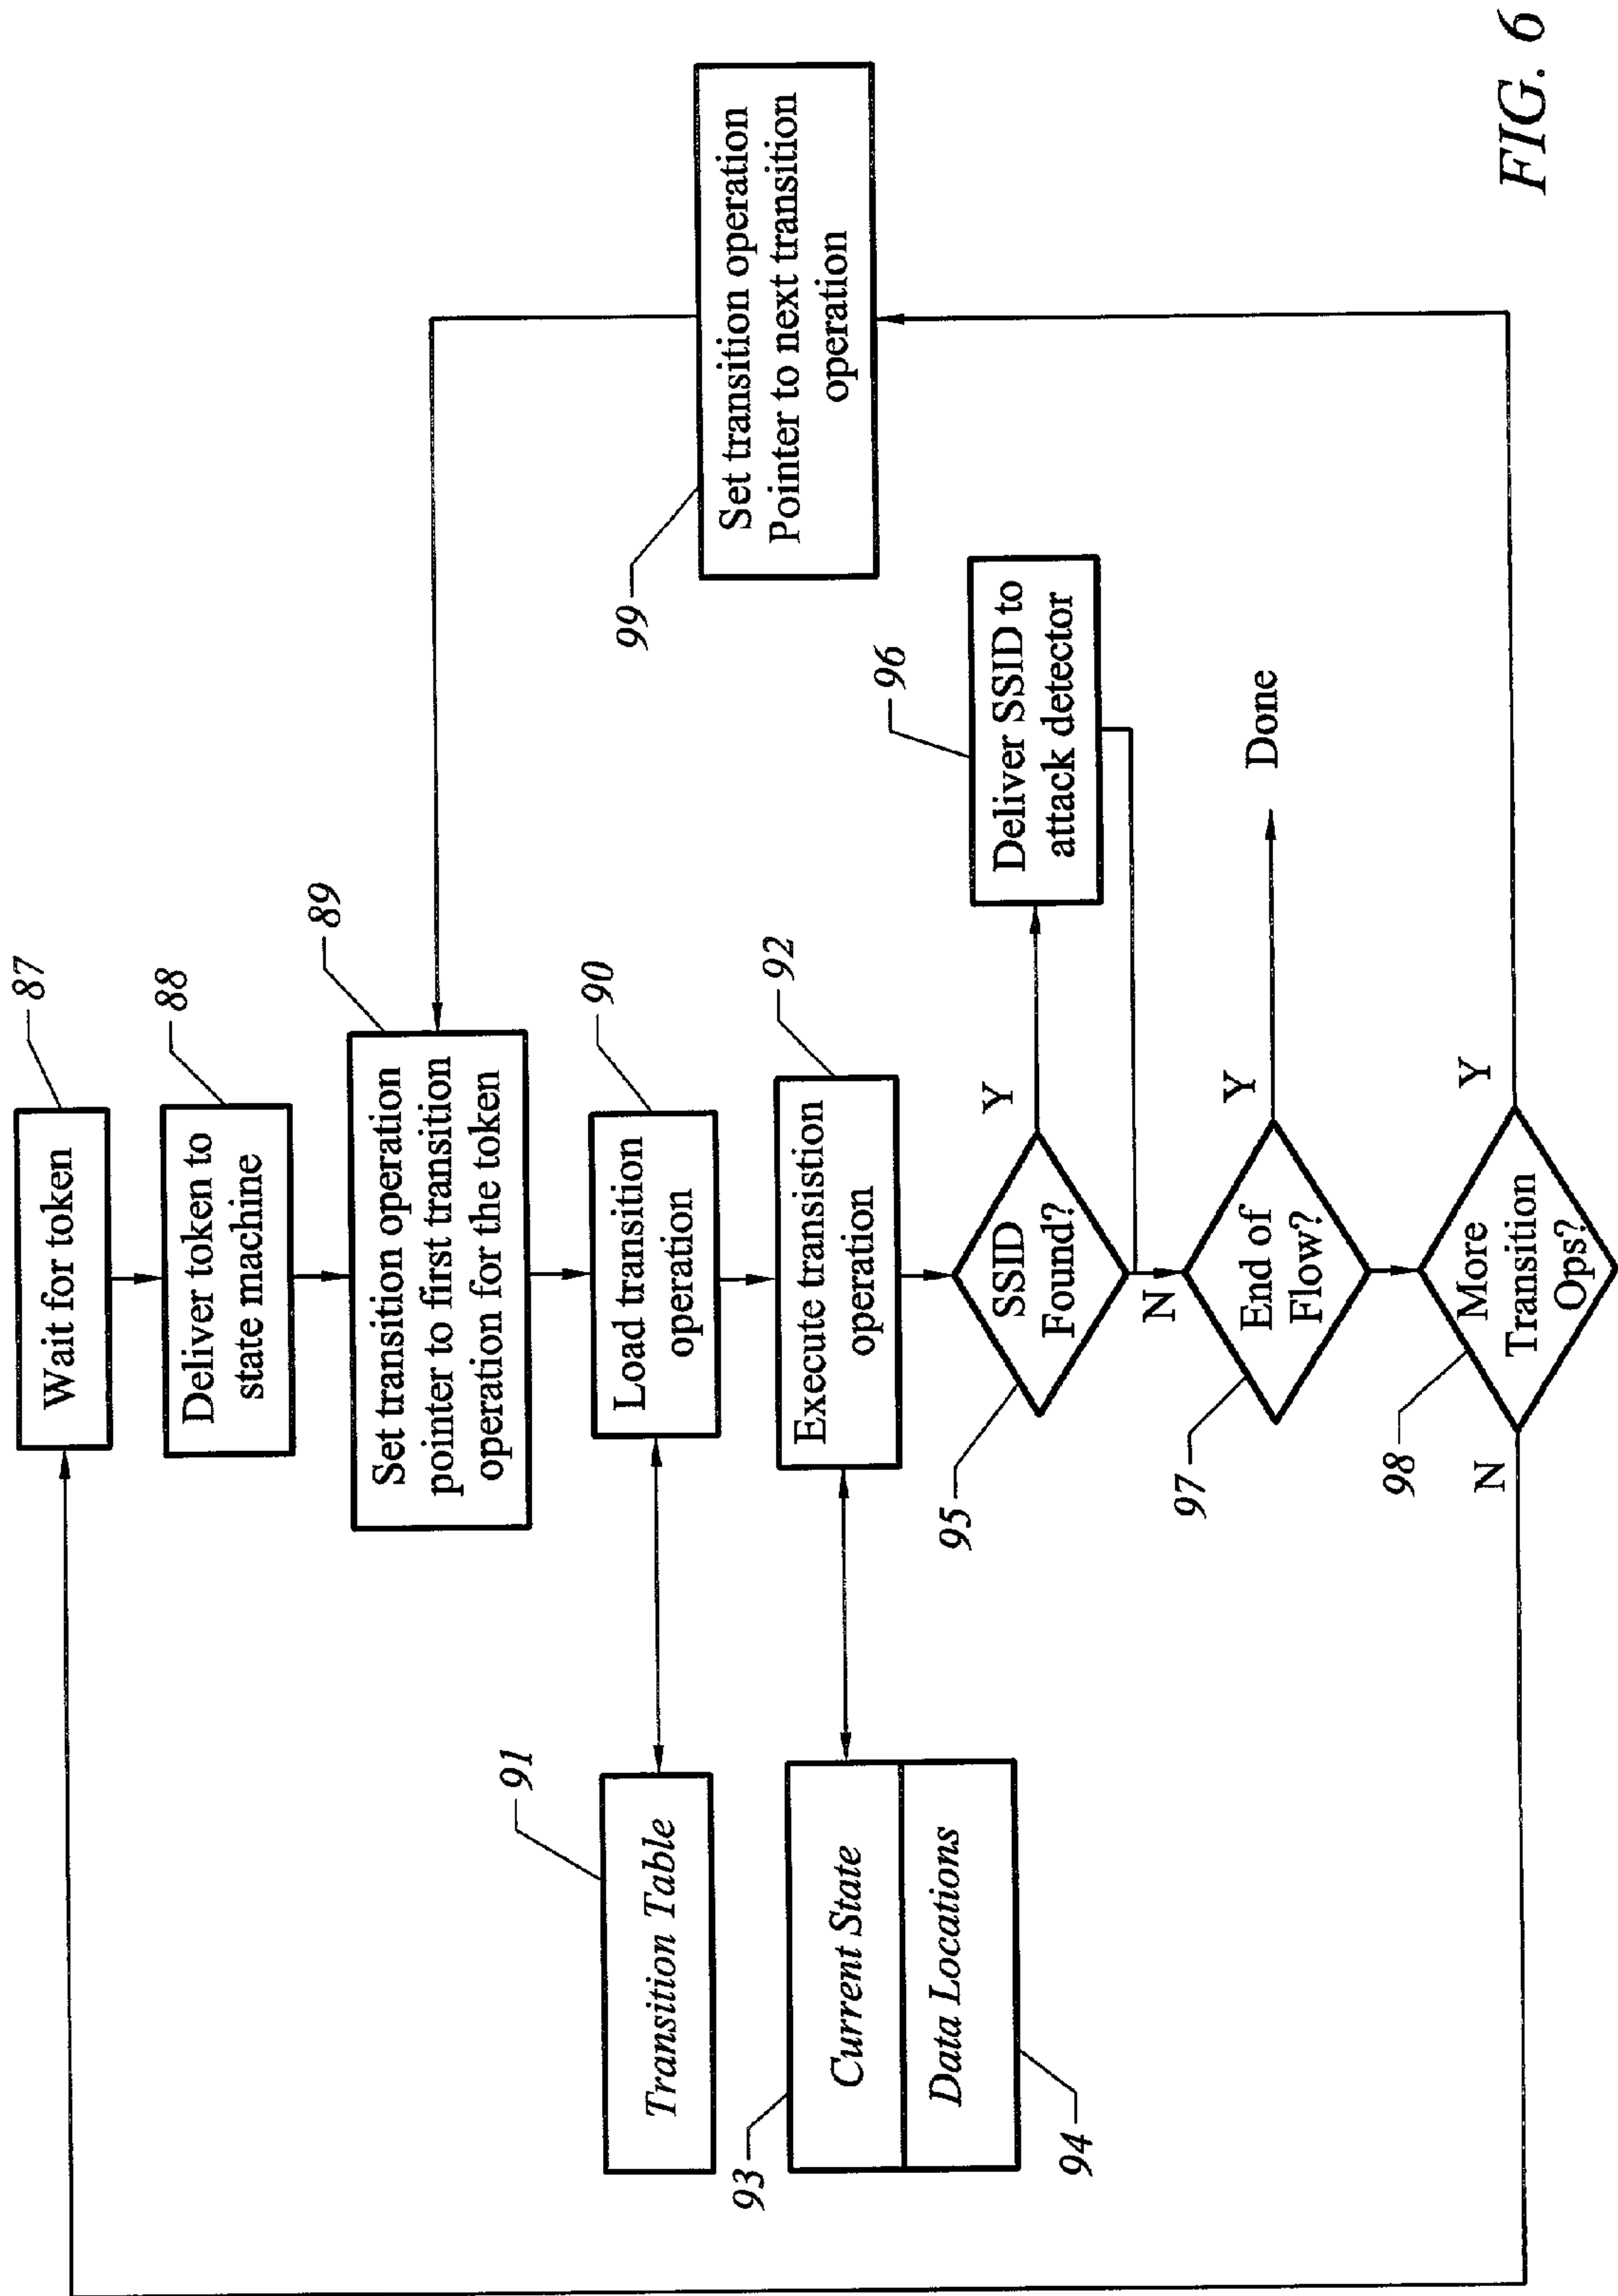 87
Wait for token
88
Deliver token to
state machine
89
Set transition operation
pointer to first transition
operation for the token
90
Load transition
operation
91
Transition Table
92
Execute transistion
operation
93
Current State
Data Locations
94
95
SSID
Found?
Y
N
96
Deliver SSID to
attack detector
97
End of
Flow?
Y
Done
98
More
Transition
Ops?
Y
N
99
Set transition operation
Pointer to next transition
operation
FIG. 6